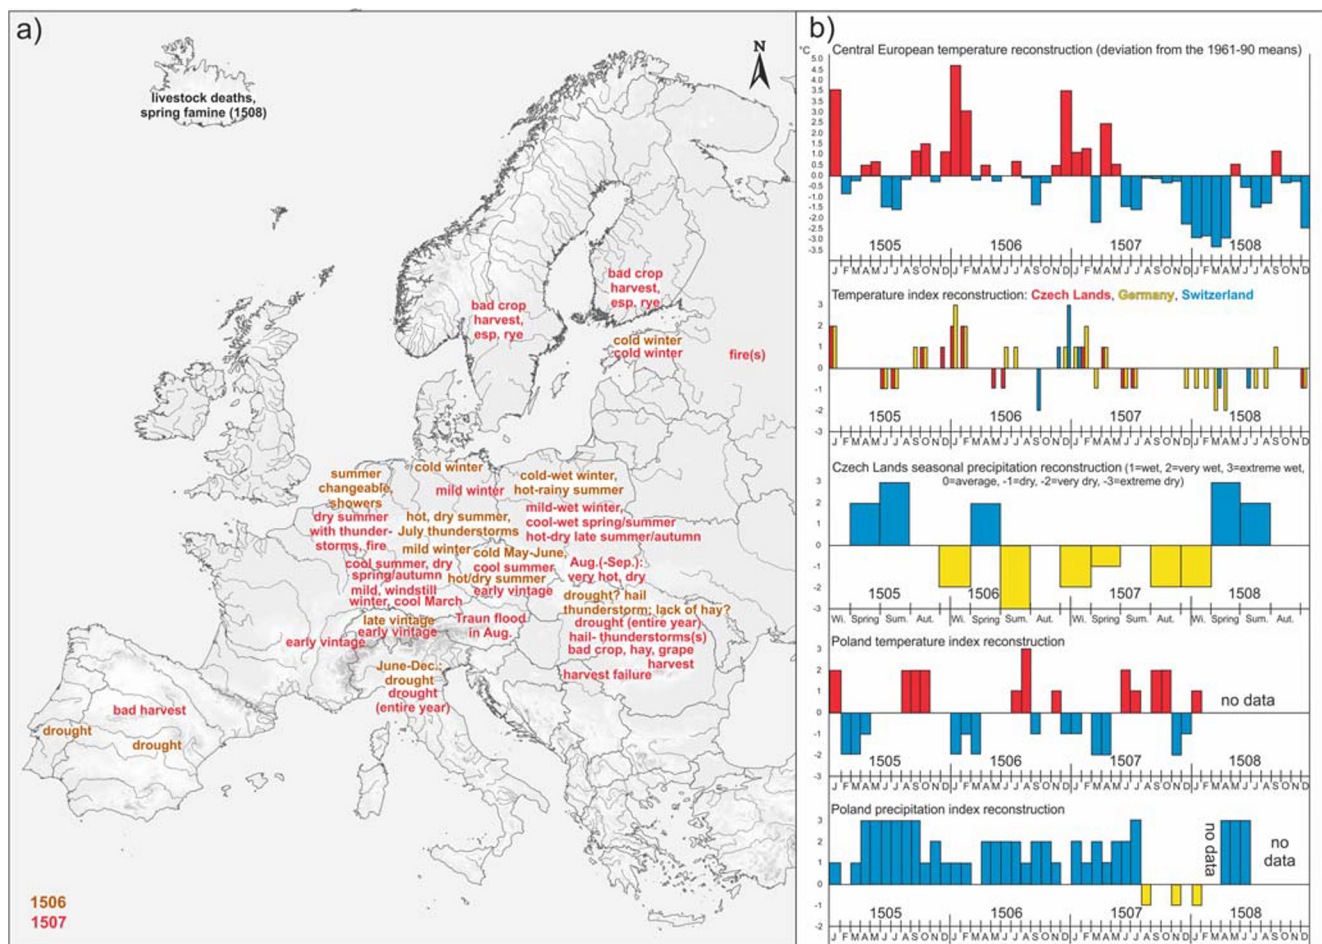 a)
N
livestock deaths,
spring famine (1508)
bad crop
harvest,
esp. rye
bad crop
harvest,
esp. rye
cold winter
cold winter
fire(s)
summer
changeable,
showers
cold winter
cold-wet winter,
hot-rainy summer
mild winter
dry summer
with thunder-
storms, fire
hot, dry summer,
July thunderstorms
mild-wet winter,
cool-wet spring/summer
hot-dry late summer/autumn
mild winter
cold May-June,
cool summer
cool summer, dry
spring/autumn
Aug.(-Sep.):
very hot, dry
hot/dry summer
early vintage
mild, windstill
winter, cool March
drought? hail
thunderstorm; lack of hay?
late vintage
early vintage
Traun flood
in Aug.
drought (entire year)
hail- thunderstorms(s)
bad crop, hay, grape
harvest
harvest failure
early vintage
June-Dec.:
drought
drought
(entire year)
bad harvest
drought
drought
1506
1507
b)
Central European temperature reconstruction (deviation from the 1961-90 means)
°C
5.0
4.5
4.0
3.5
3.0
2.5
2.0
1.5
1.0
0.5
0.0
-0.5
-1.0
-1.5
-2.0
-2.5
-3.0
-3.5
1505 1506 1507 1508
J F M A M J J A S O N D J F M A M J J A S O N D J F M A M J J A S O N D J F M A M J J A S O N D
Temperature index reconstruction: Czech Lands, Germany, Switzerland
3
2
1
0
-1
-2
-3
1505 1506 1507 1508
J F M A M J J A S O N D J F M A M J J A S O N D J F M A M J J A S O N D J F M A M J J A S O N D
Czech Lands seasonal precipitation reconstruction (1=wet, 2=very wet, 3=extreme wet,
0=average, -1=dry, -2=very dry, -3=extreme dry)
3
2
1
0
-1
-2
-3
1505 1506 1507 1508
Wi. Spring Sum. Aut. Wi. Spring Sum. Aut. Wi. Spring Sum. Aut. Wi. Spring Sum. Aut.
Poland temperature index reconstruction
3
2
1
0
-1
-2
-3
no data
1505 1506 1507 1508
J F M A M J J A S O N D J F M A M J J A S O N D J F M A M J J A S O N D J F M A M J J A S O N D
Poland precipitation index reconstruction
3
2
1
0
-1
-2
no data
no
data
1505 1506 1507 1508
J F M A M J J A S O N D J F M A M J J A S O N D J F M A M J J A S O N D J F M A M J J A S O N D